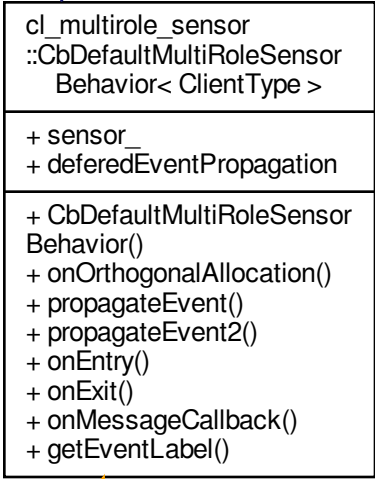 cl_multirole_sensor
::CbDefaultMultiRoleSensor
Behavior< ClientType >
+ sensor_
+ deferedEventPropagation
+ CbDefaultMultiRoleSensor
Behavior()
+ onOrthogonalAllocation()
+ propagateEvent()
+ propagateEvent2()
+ onEntry()
+ onExit()
+ onMessageCallback()
+ getEventLabel()